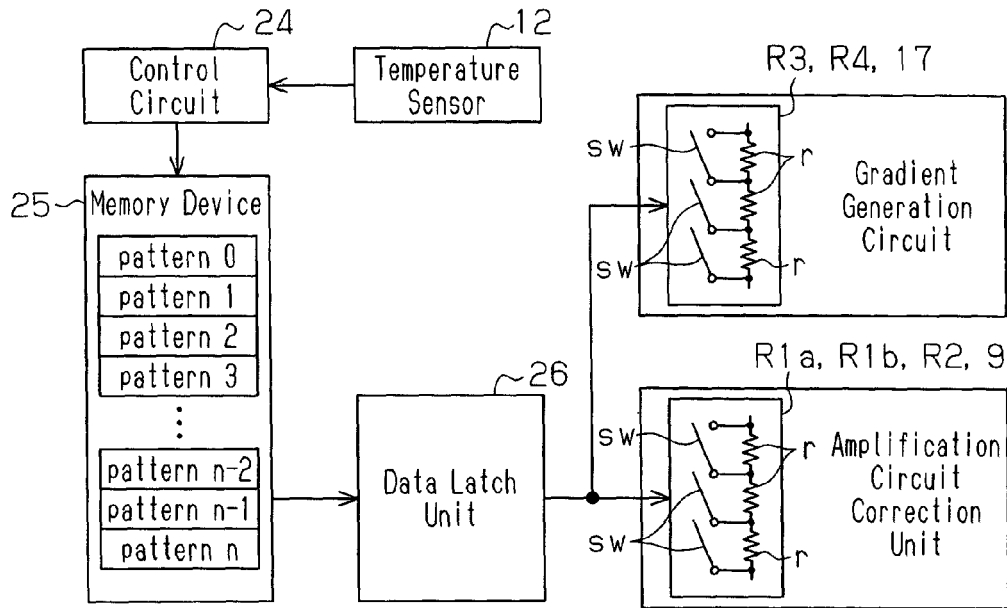 24
Control
Circuit
12
Temperature
Sensor
25
Memory Device
pattern 0
pattern 1
pattern 2
pattern 3
pattern n-2
pattern n-1
pattern n
26
Data Latch
Unit
R3, R4, 17
sw
r
sw
r
Gradient
Generation
Circuit
R1a, R1b, R2, 9
sw
r
sw
r
Amplification
Circuit
Correction
Unit